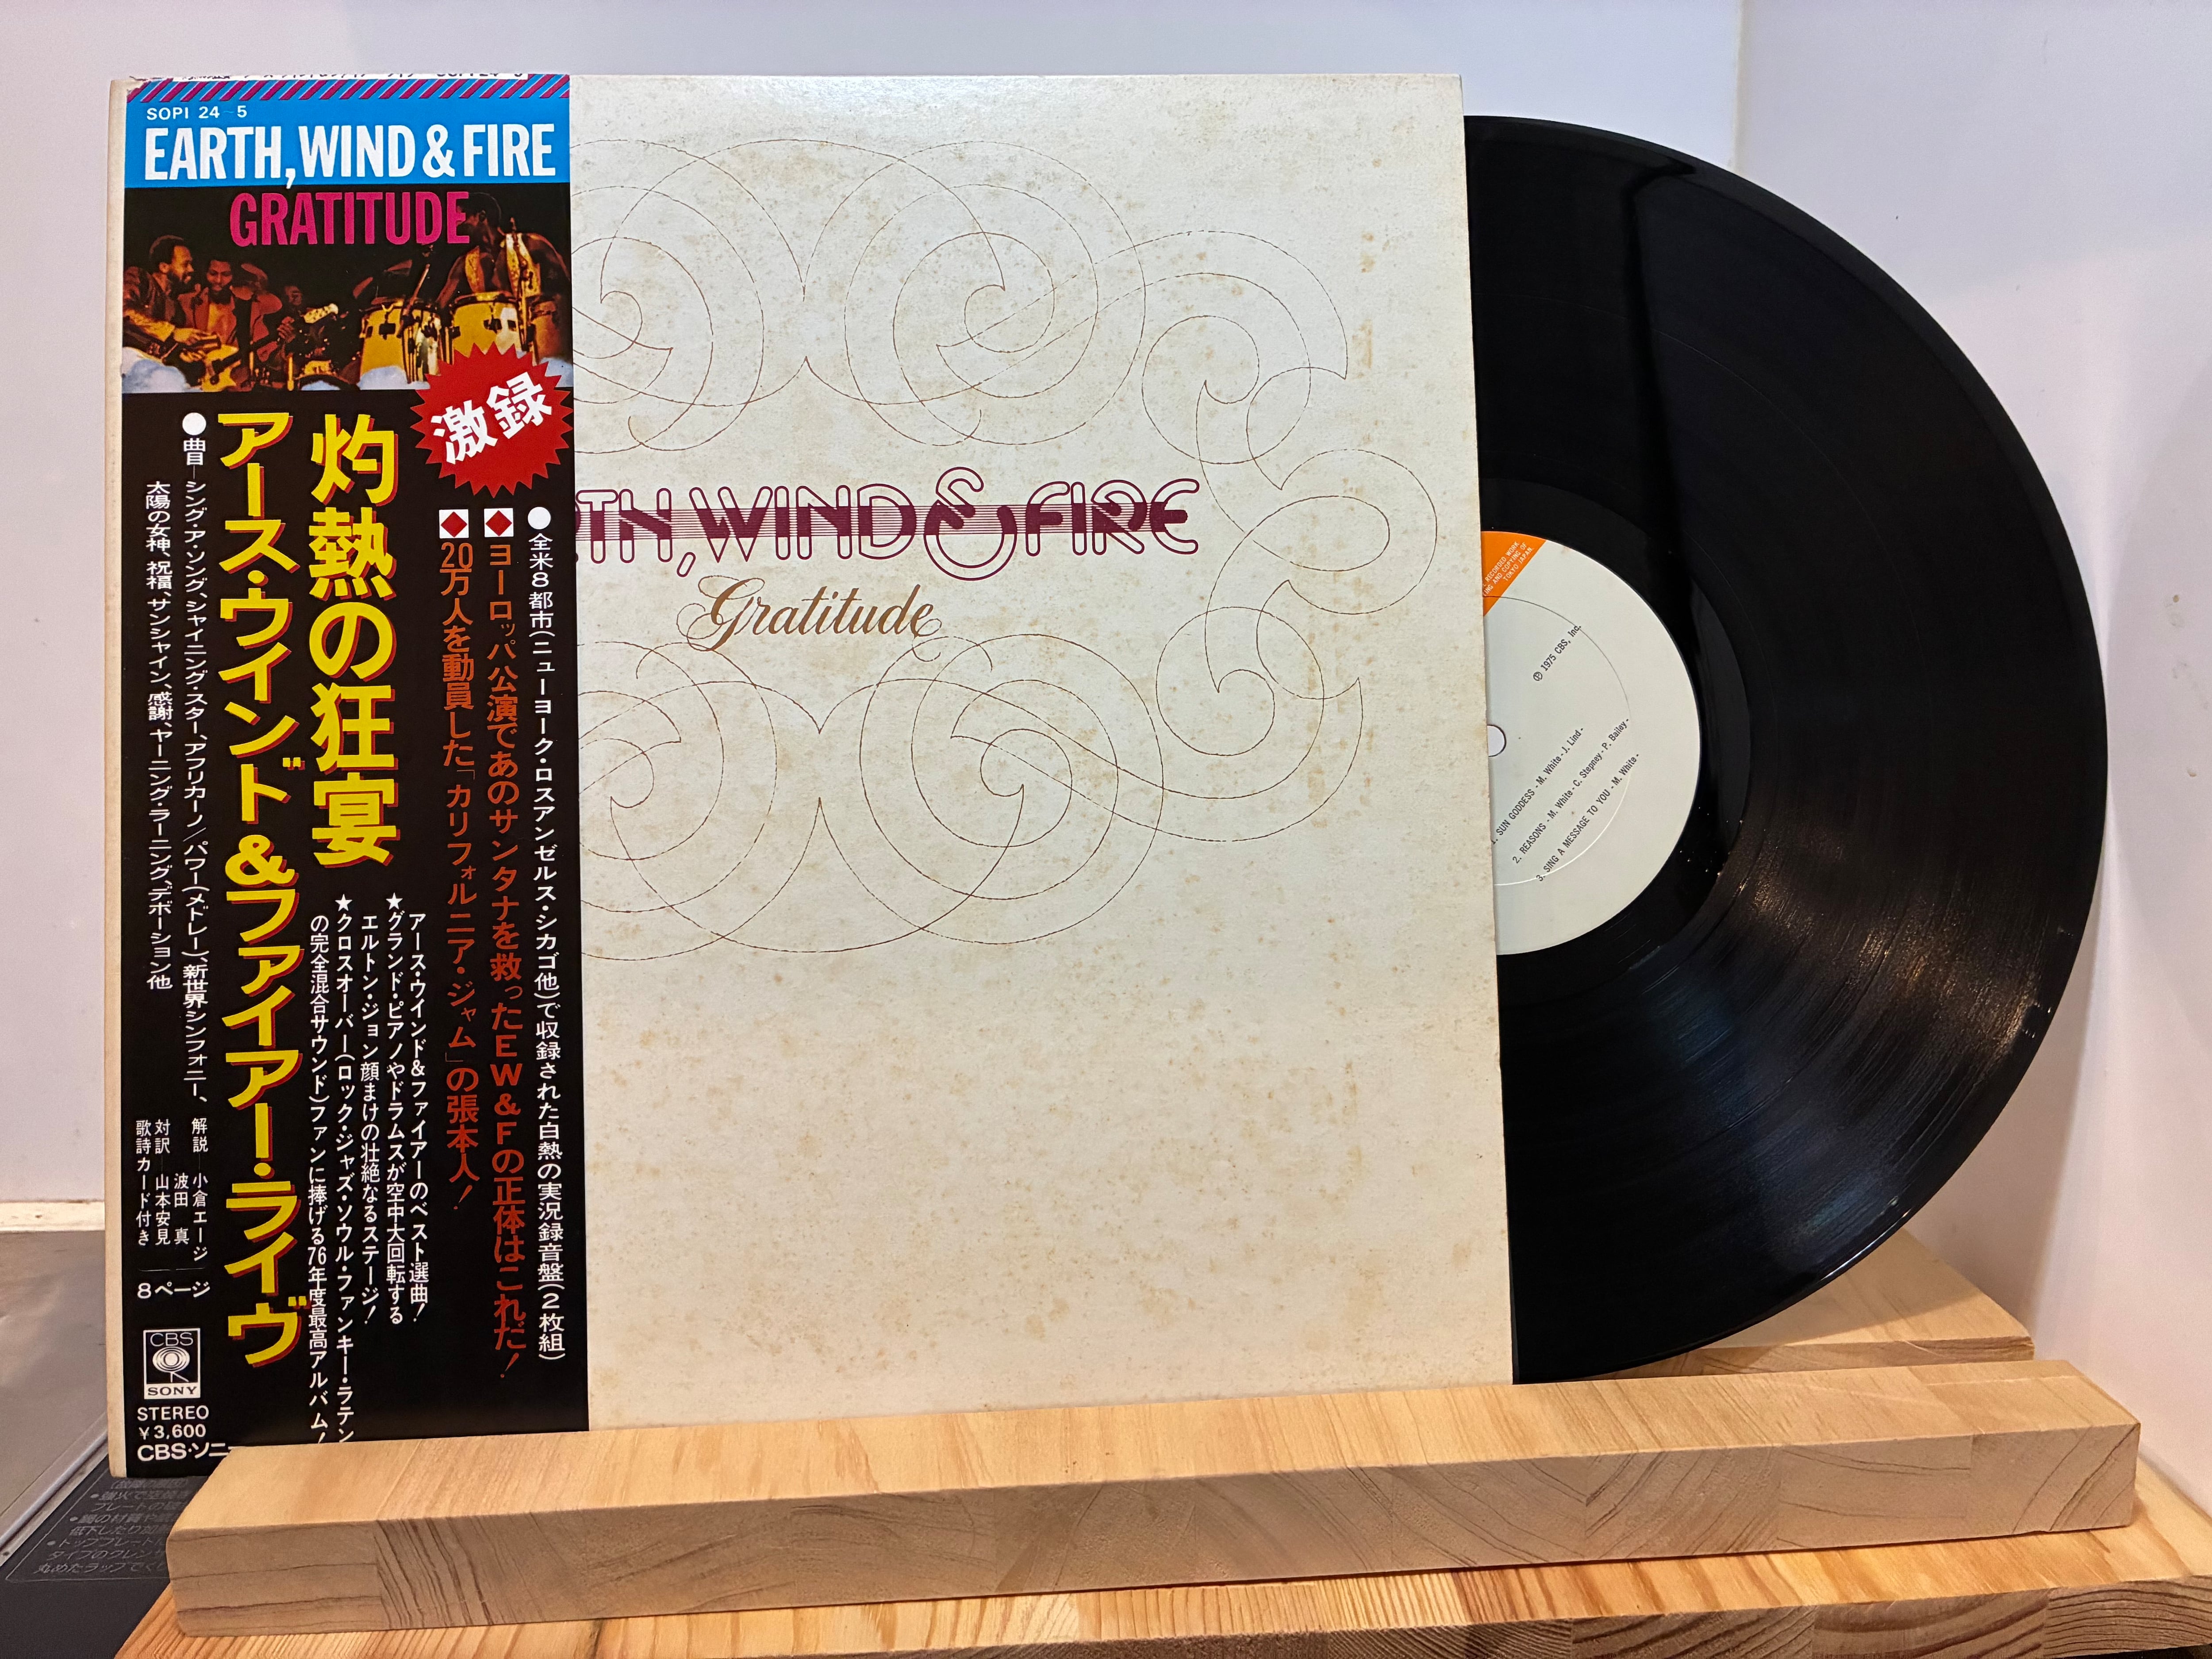 SOPI 24-5
EARTH, WIND & FIRE
GRATITUDE
激録
●全米8都市(ニューヨーク・ロスアンゼルス・シカゴ他)で収録された白熱の実況録音盤(2枚組)
ヨーロッパ公演であのサンタナを救ったEW&Fの正体はこれだ!
20万人を動員した「カリフォルニア・ジャム」の張本人!
灼熱の狂宴
アース・ウインド&ファイアー・ライヴ
アース・ウインド&ファイアーのベスト選曲!
★グランド・ピアノやドラムスが空中大回転する
エルトン・ジョン顔まけの壮絶なるステージ!
★クロスオーバー(ロック・ジャズ・ソウル・ファンキー・ラテン
の完全混合サウンド)ファンに捧げる76年度最高アルバム!
●曲目―シング・ア・ソング、シャイニング・スター、アフリカーノ/パワー(メドレー)、新世界シンフォニー、
太陽の女神、祝福、サンシャイン、感謝、ヤーニング・ラーニング、デボーション他
解説 小倉エージ
波田 真
対訳 山本安見
歌詩カード付き
8ページ
CBS
SONY
STEREO
¥3,600
CBS・ソニー
TH, WIND & FIRE
Gratitude
RECORDED WORK
AND COPYING OF
TOKYO JAPAN
℗ 1975 CBS, Inc.
1. SUN GODDESS - M. White - J. Lind -
2. REASONS - M. White - C. Stepney - P. Bailey -
3. SING A MESSAGE TO YOU - M. White -